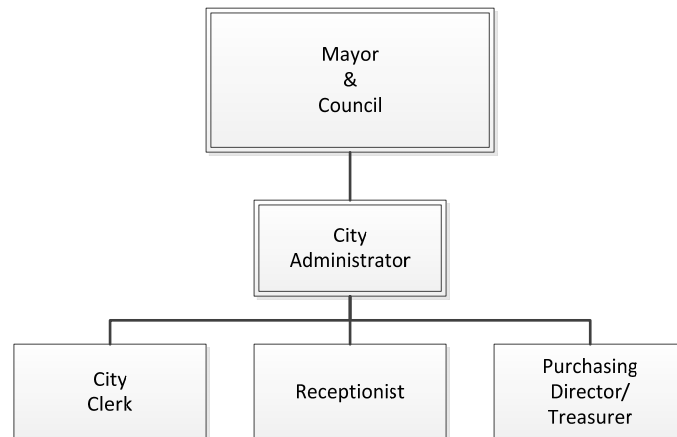 Mayor
&
Council
City
Administrator
City
Clerk
Receptionist
Purchasing
Director/
Treasurer